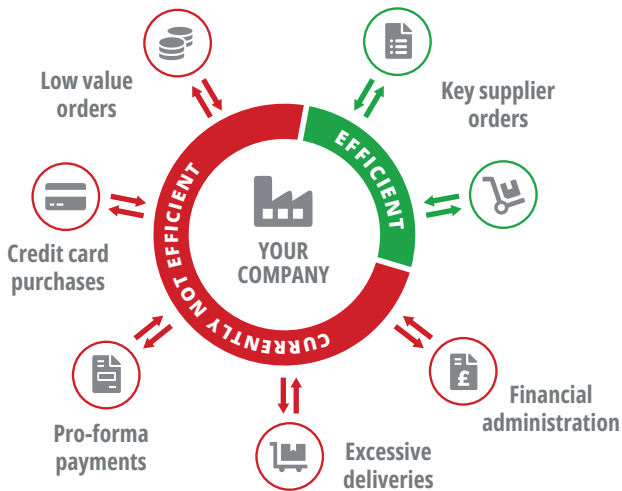 Low value
orders
Key supplier
orders
EFFICIENT
CURRENTLY NOT EFFICIENT
YOUR
COMPANY
Credit card
purchases
£
Financial
administration
Pro-forma
payments
Excessive
deliveries